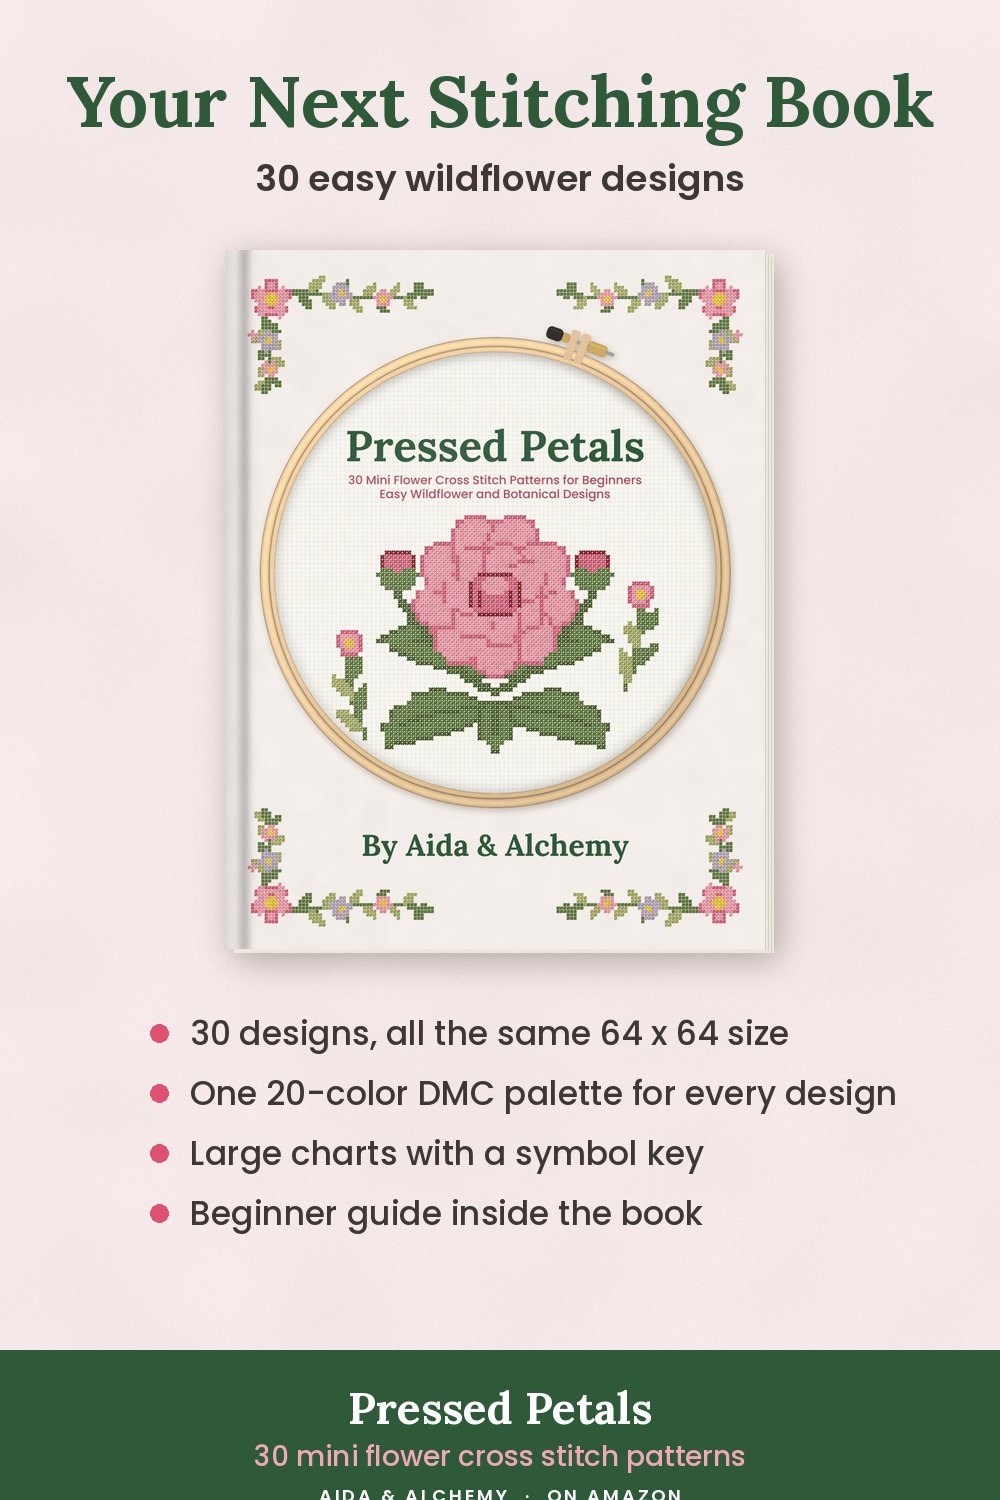 Your Next Stitching Book
30 easy wildflower designs
Pressed Petals
30 Mini Flower Cross Stitch Patterns for Beginners
Easy Wildflower and Botanical Designs
By Aida & Alchemy
30 designs, all the same 64 x 64 size
One 20-color DMC palette for every design
Large charts with a symbol key
Beginner guide inside the book
Pressed Petals
30 mini flower cross stitch patterns
AIDA & ALCHEMY · ON AMAZON